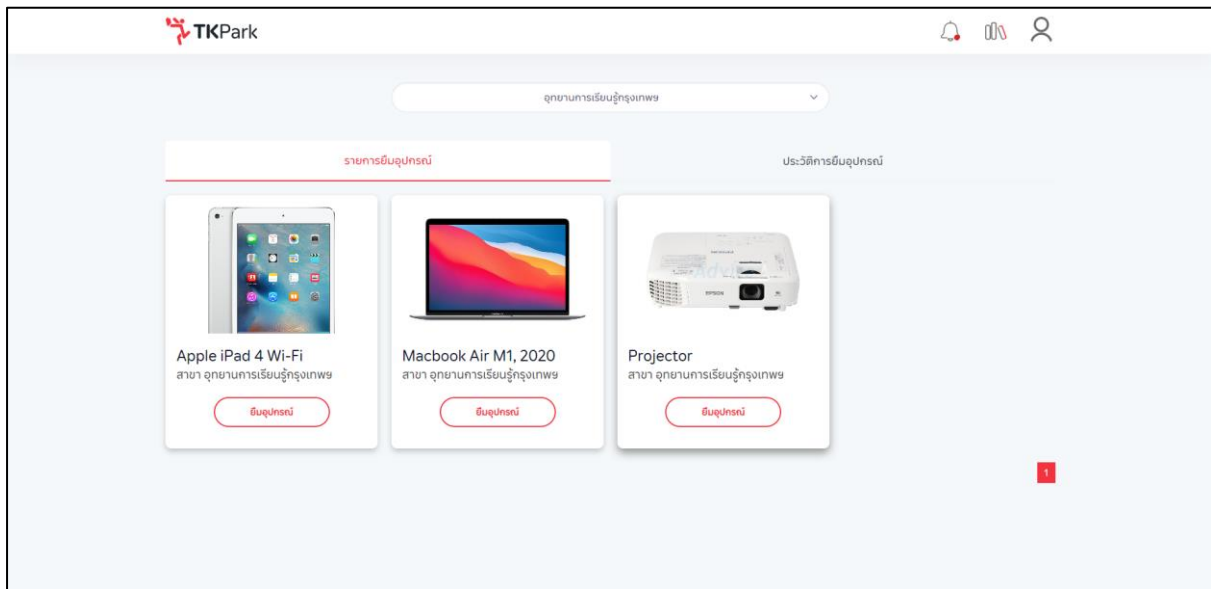 TKPark
อุทยานการเรียนรู้กรุงเทพฯ
รายการยืมอุปกรณ์
ประวัติการยืมอุปกรณ์
EPSON
Apple iPad 4 Wi-Fi
สาขา อุทยานการเรียนรู้กรุงเทพฯ
ยืมอุปกรณ์
Macbook Air M1, 2020
สาขา อุทยานการเรียนรู้กรุงเทพฯ
ยืมอุปกรณ์
Projector
สาขา อุทยานการเรียนรู้กรุงเทพฯ
ยืมอุปกรณ์
1